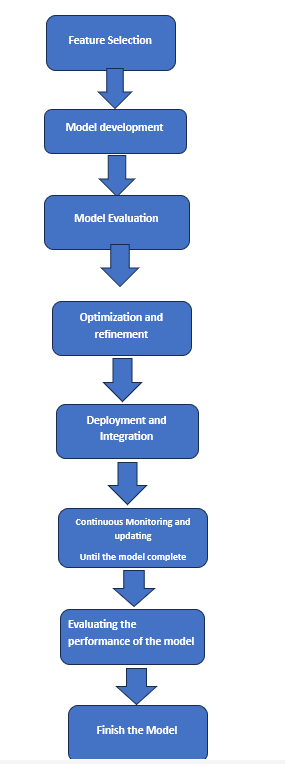 Feature Selection
Model development
Model Evaluation
Optimization and
refinement
Deployment and
Integration
Continuous Monitoring and
updating
Until the model complete
Evaluating the
performance of the model
Finish the Model